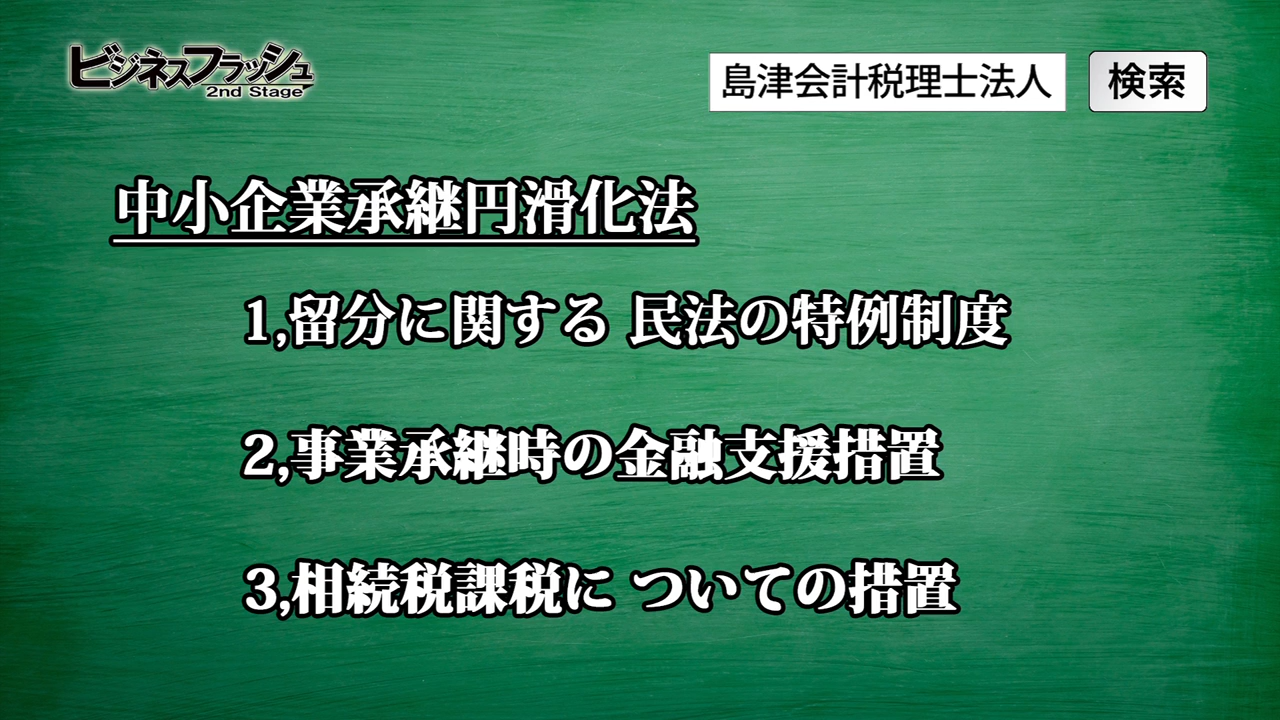 ビジネスフラッシュ
2nd Stage
島津会計税理士法人 検索
中小企業承継円滑化法
1,留分に関する 民法の特例制度
2,事業承継時の金融支援措置
3,相続税課税に ついての措置